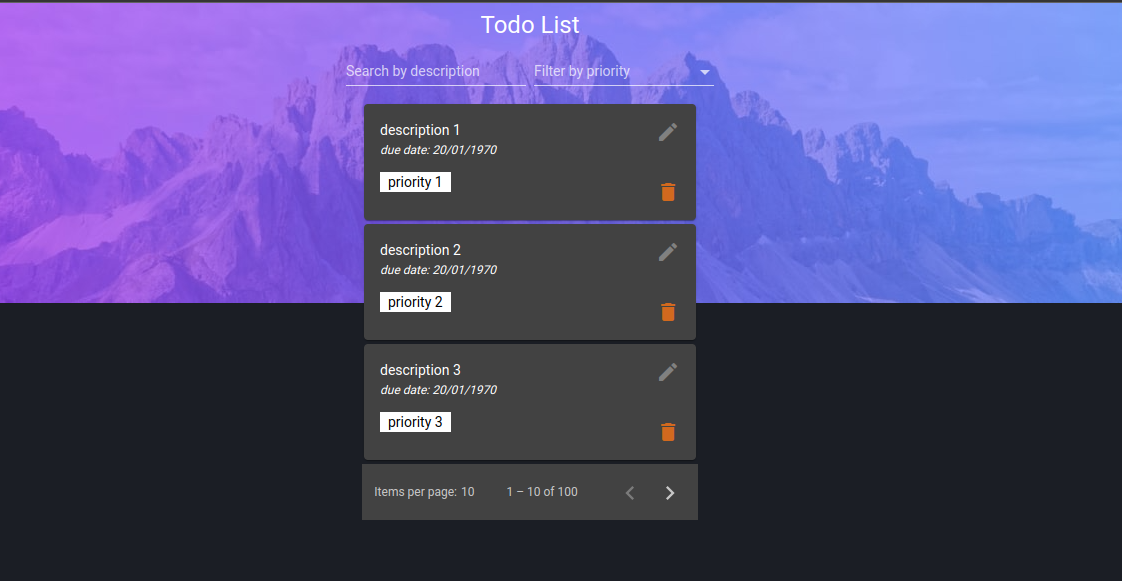 Todo List
Search by description Filter by priority
description 1
due date: 20/01/1970
priority 1
description 2
due date: 20/01/1970
priority 2
description 3
due date: 20/01/1970
priority 3
Items per page: 10 1 – 10 of 100